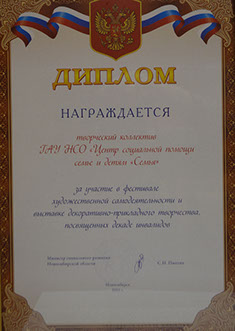 ДИПЛОМ
НАГРАЖДАЕТСЯ
творческий коллектив
ГАУ НСО «Центр социальной помощи
семье и детям «Семья»
за участие в фестивале
художественной самодеятельности и
выставке декоративно-прикладного творчества,
посвященных декаде инвалидов
Министр социального развития
Новосибирской области
Новосибирск